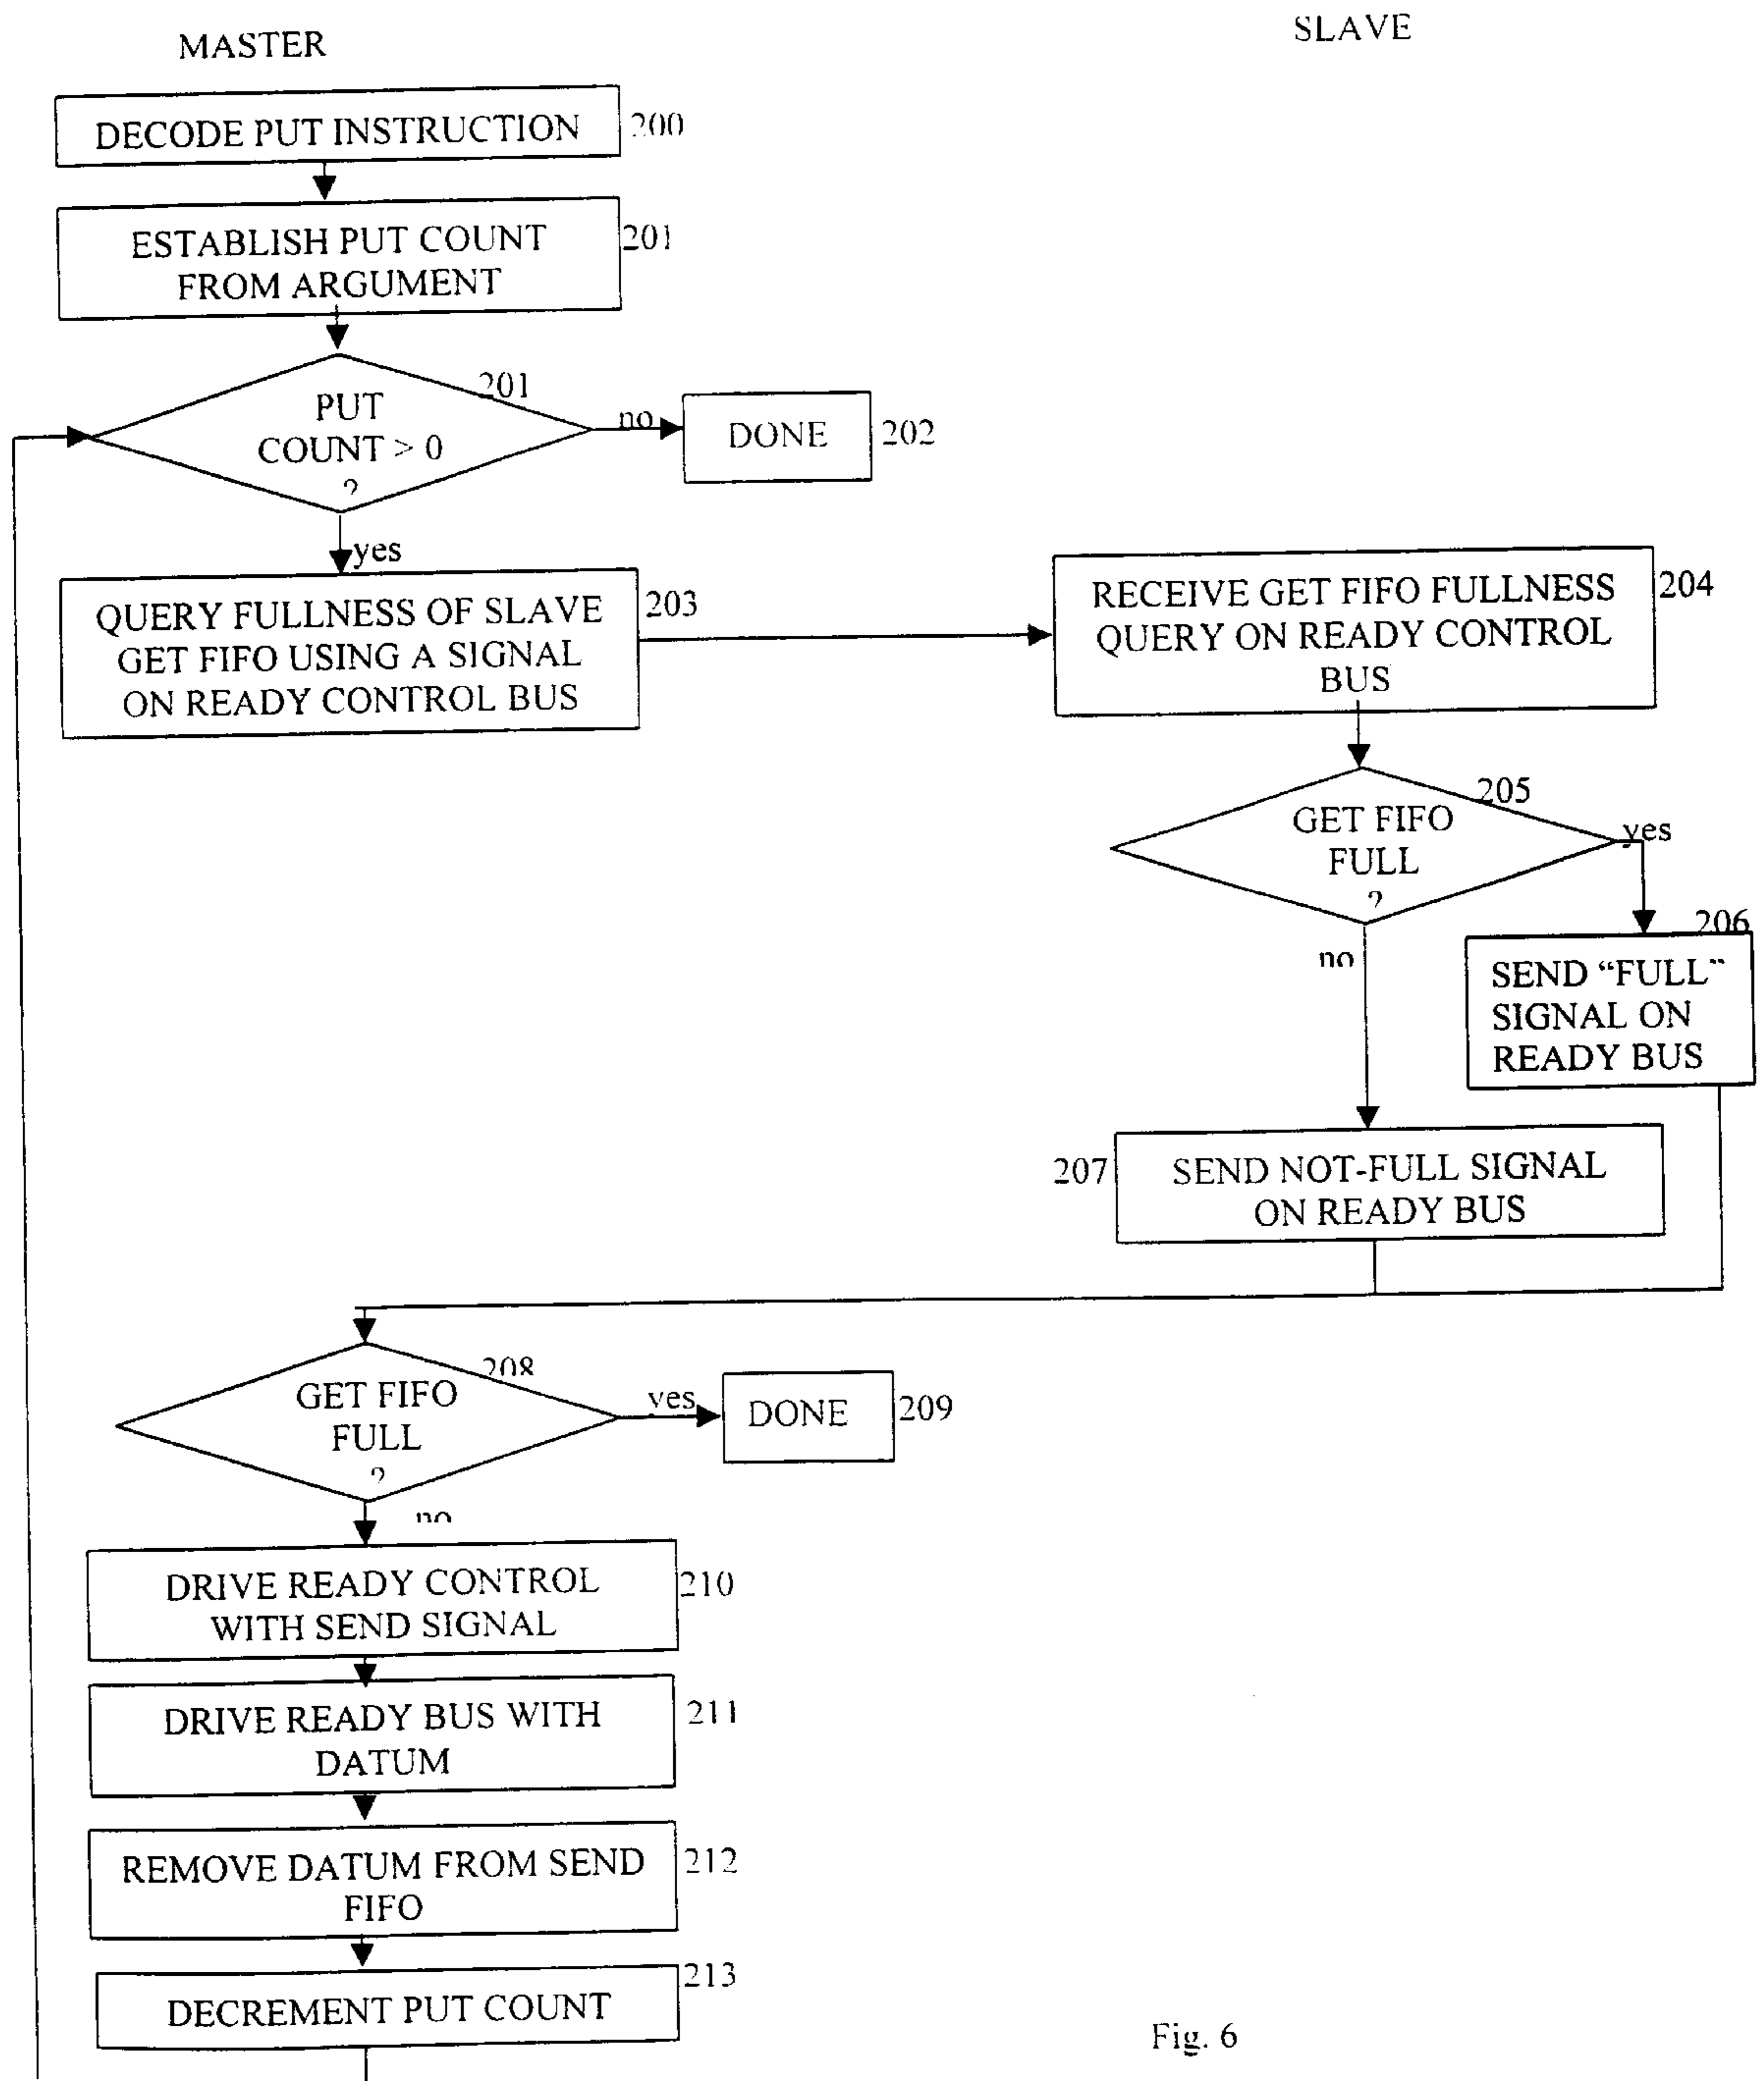 MASTER
SLAVE
DECODE PUT INSTRUCTION
200
ESTABLISH PUT COUNT
FROM ARGUMENT
201
201
PUT
COUNT > 0
?
no
DONE
202
yes
QUERY FULLNESS OF SLAVE
GET FIFO USING A SIGNAL
ON READY CONTROL BUS
203
RECEIVE GET FIFO FULLNESS
QUERY ON READY CONTROL
BUS
204
205
GET FIFO
FULL
?
yes
no
206
SEND “FULL”
SIGNAL ON
READY BUS
207
SEND NOT-FULL SIGNAL
ON READY BUS
208
GET FIFO
FULL
?
yes
DONE
209
no
DRIVE READY CONTROL
WITH SEND SIGNAL
210
DRIVE READY BUS WITH
DATUM
211
REMOVE DATUM FROM SEND
FIFO
212
DECREMENT PUT COUNT
213
Fig. 6